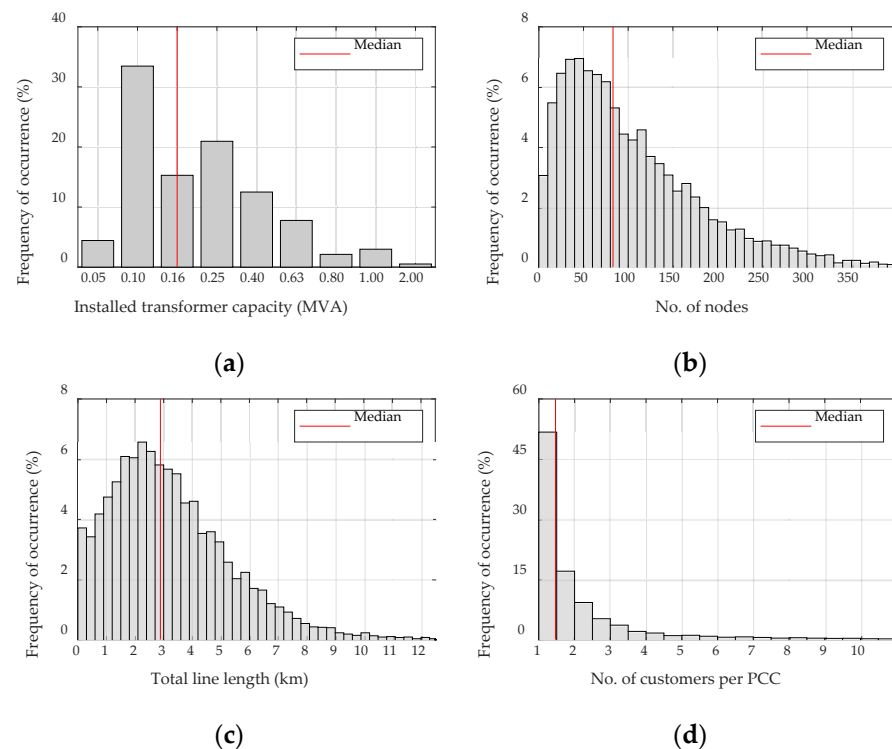 40
30
20
10
0
Frequency of occurrence (%)
Median
0.05 0.10 0.16 0.25 0.40 0.63 0.80 1.00 2.00
Installed transformer capacity (MVA)
(a)
8
6
4
2
0
Frequency of occurrence (%)
Median
0 50 100 150 200 250 300 350
No. of nodes
(b)
8
6
4
2
0
Frequency of occurrence (%)
Median
0 1 2 3 4 5 6 7 8 9 10 11 12
Total line length (km)
(c)
60
45
30
15
0
Frequency of occurrence (%)
Median
1 2 3 4 5 6 7 8 9 10
No. of customers per PCC
(d)